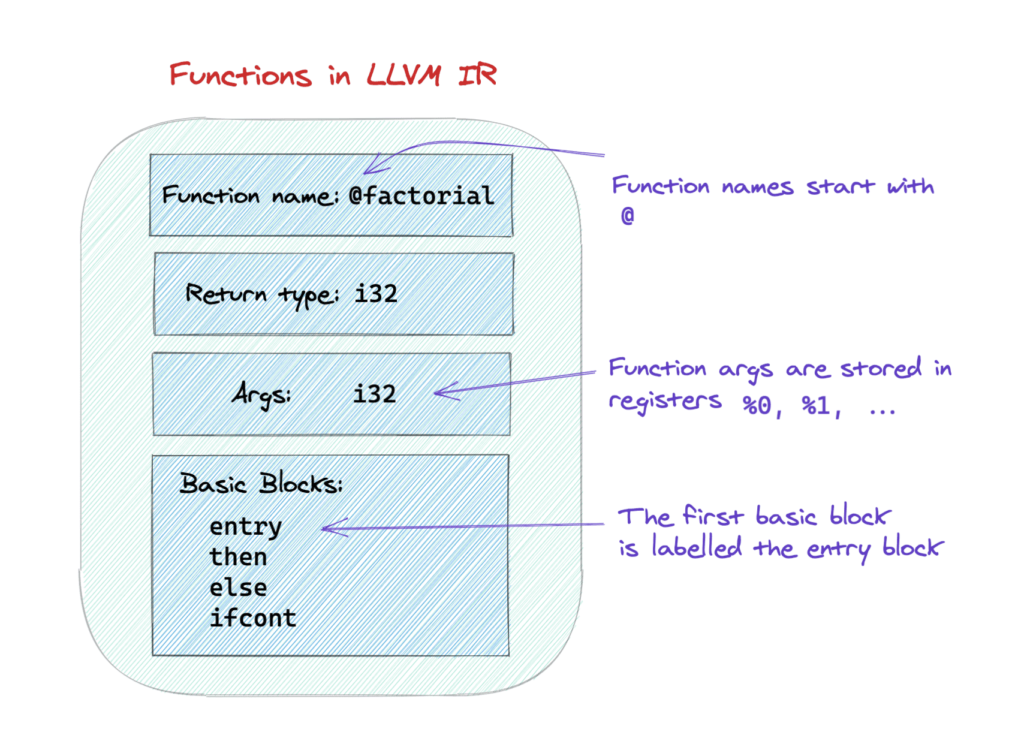 Functions in LLVM IR
Function name: @factorial
Function names start with
@
Return type: i32
Args: i32
Function args are stored in
registers %0, %1, ...
Basic Blocks:
entry
then
else
ifcont
The first basic block
is labelled the entry block